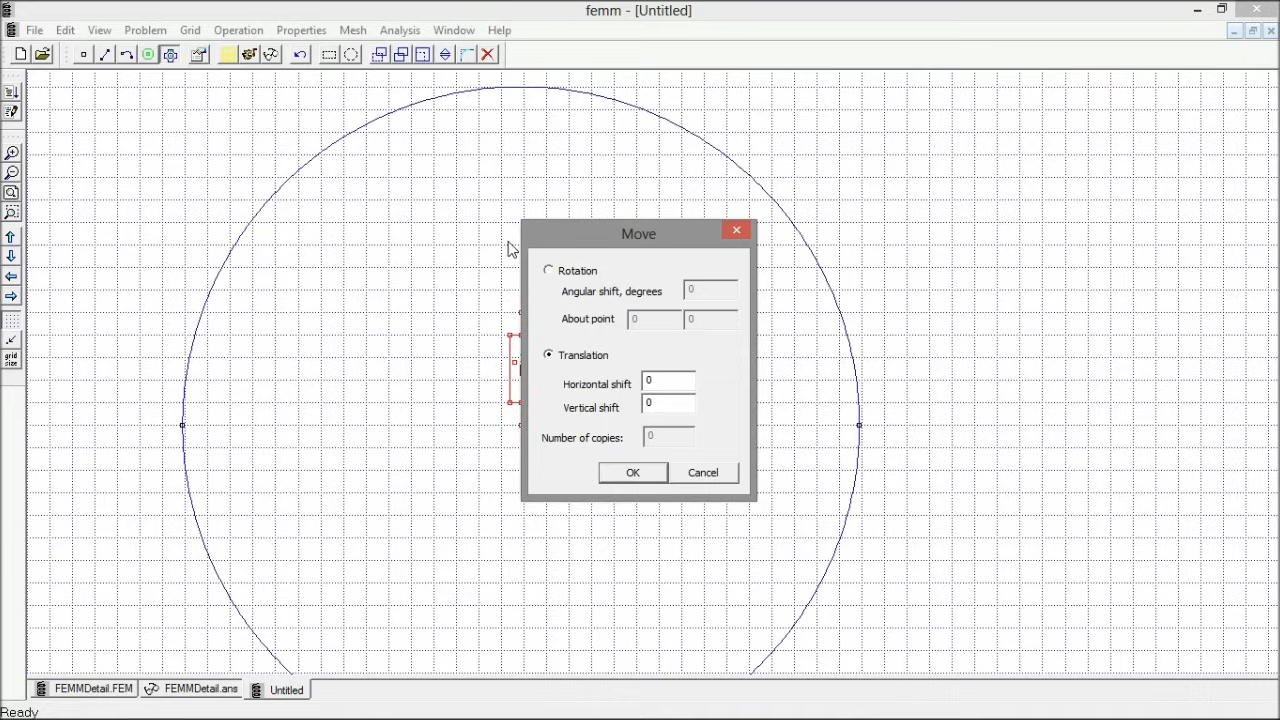 femm - [Untitled]
File Edit View Problem Grid Operation Properties Mesh Analysis Window Help
Move
Rotation
Angular shift, degrees 0
About point 0 0
Translation
Horizontal shift 0
Vertical shift 0
Number of copies: 0
OK Cancel
grid
size
FEMMDetail.FEM FEMMDetail.ans Untitled
Ready